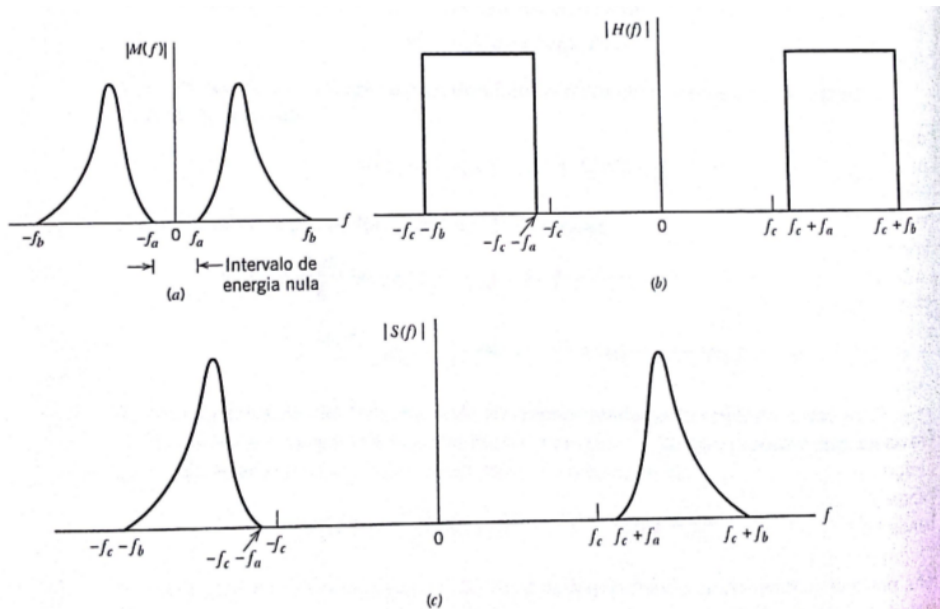 |M(f)|
−f_b −f_a 0 f_a f_b f
Intervalo de
energia nula
(a)
|H(f)|
−f_c − f_b −f_c − f_a −f_c 0 f_c f_c + f_a f_c + f_b
(b)
|S(f)|
−f_c − f_b −f_c − f_a −f_c 0 f_c f_c + f_a f_c + f_b f
(c)